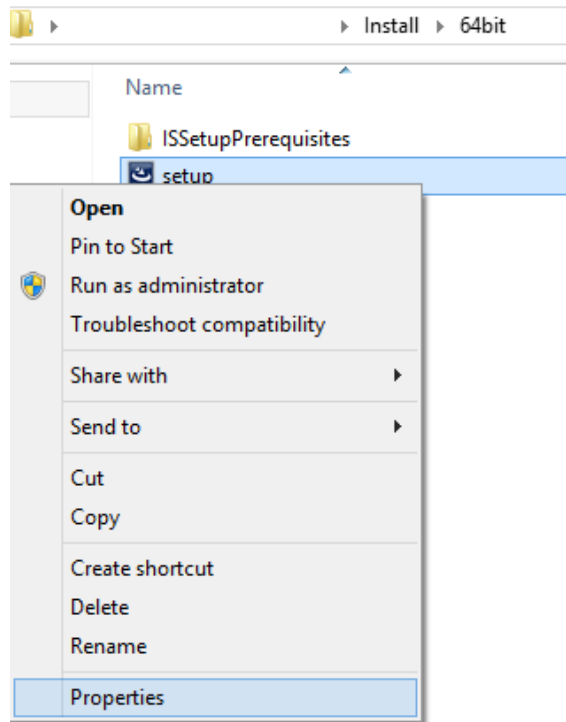 Install 64bit
Name
ISSetupPrerequisites
setup
Open
Pin to Start
Run as administrator
Troubleshoot compatibility
Share with
Send to
Cut
Copy
Create shortcut
Delete
Rename
Properties